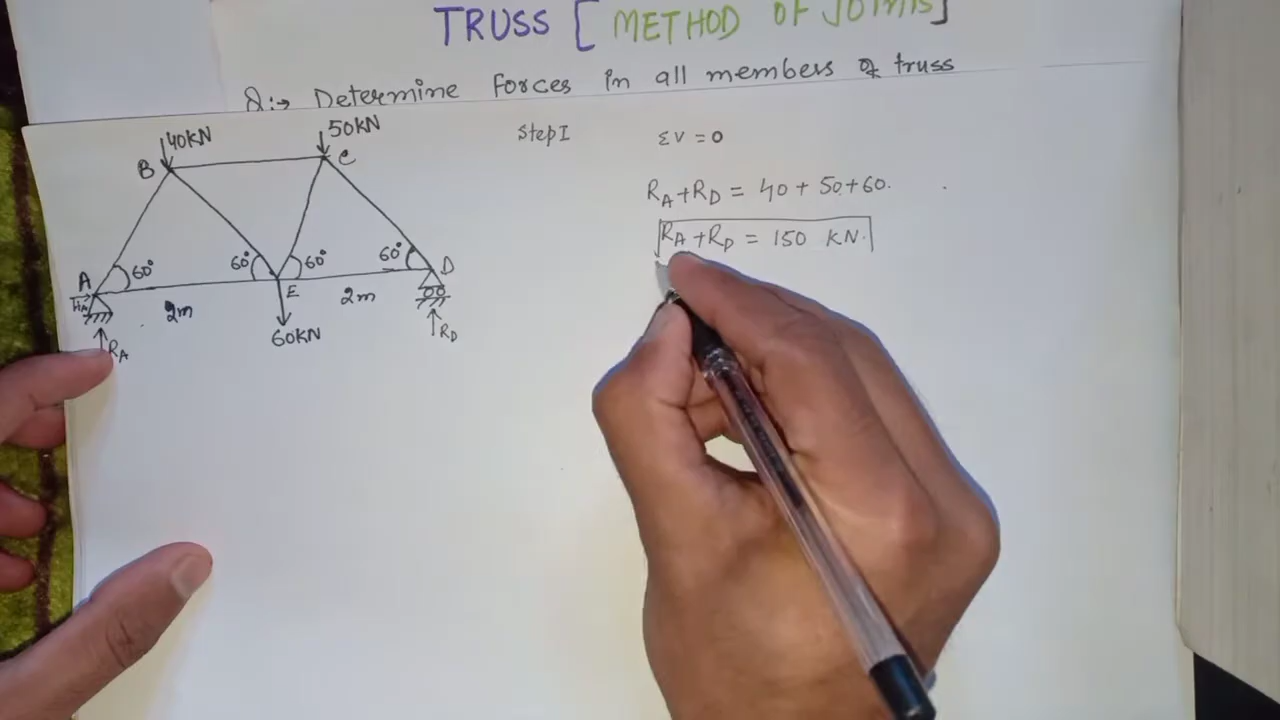 TRUSS [ METHOD OF JOINTS]
Q:→ Determine forces in all members of truss
40KN
50KN
B
C
60°
60°
60°
60°
A
D
E
HA
2m
2m
60KN
RA
RD
Step I
ΣV = 0
RA + RD = 40 + 50 + 60.
RA + RD = 150 KN.